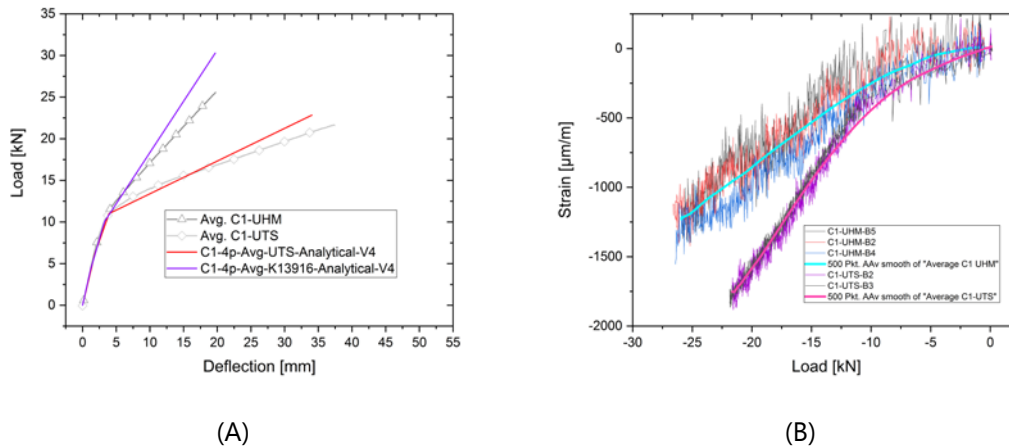 35
30
25
20
15
10
5
0
Load [kN]
0 5 10 15 20 25 30 35 40 45 50 55
Deflection [mm]
Avg. C1-UHM
Avg. C1-UTS
C1-4p-Avg-UTS-Analytical-V4
C1-4p-Avg-K13916-Analytical-V4
(A)
0
-500
-1000
-1500
-2000
Strain [µm/m]
-30 -25 -20 -15 -10 -5 0
Load [kN]
C1-UHM-B5
C1-UHM-B2
C1-UHM-B4
500 Pkt. AAv smooth of "Average C1 UHM"
C1-UTS-B2
C1-UTS-B3
500 Pkt. AAv smooth of "Average C1-UTS"
(B)